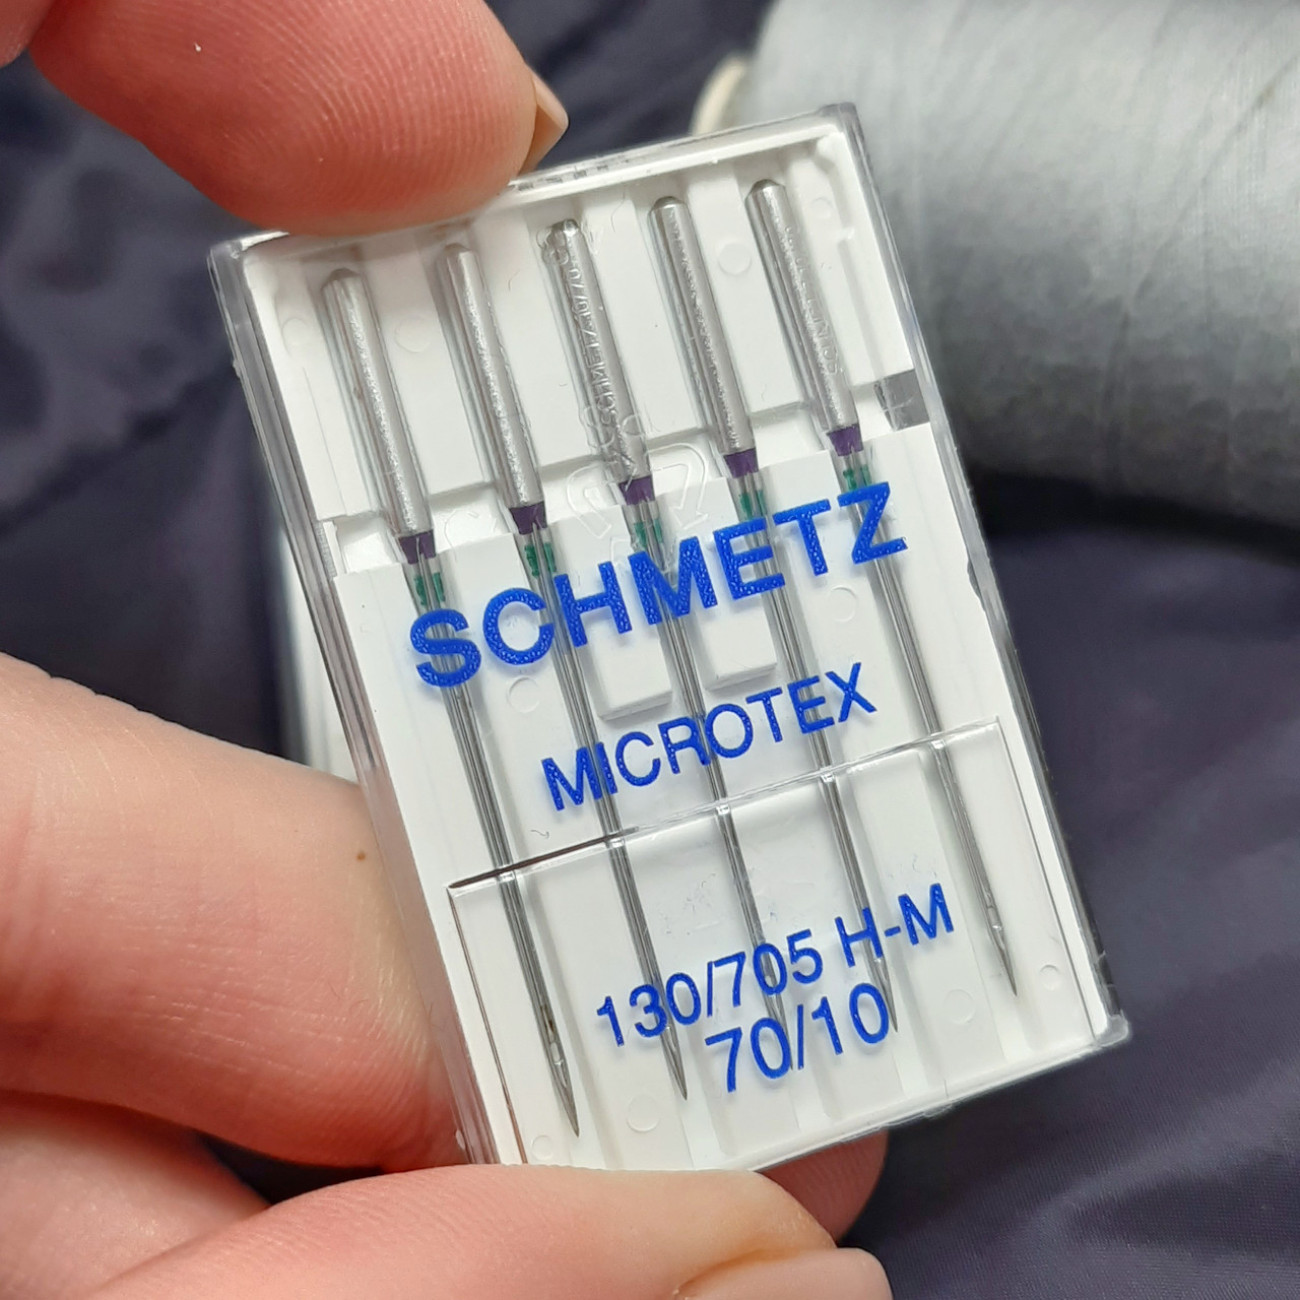 SCHMETZ
MICROTEX
130/705 H-M
70/10